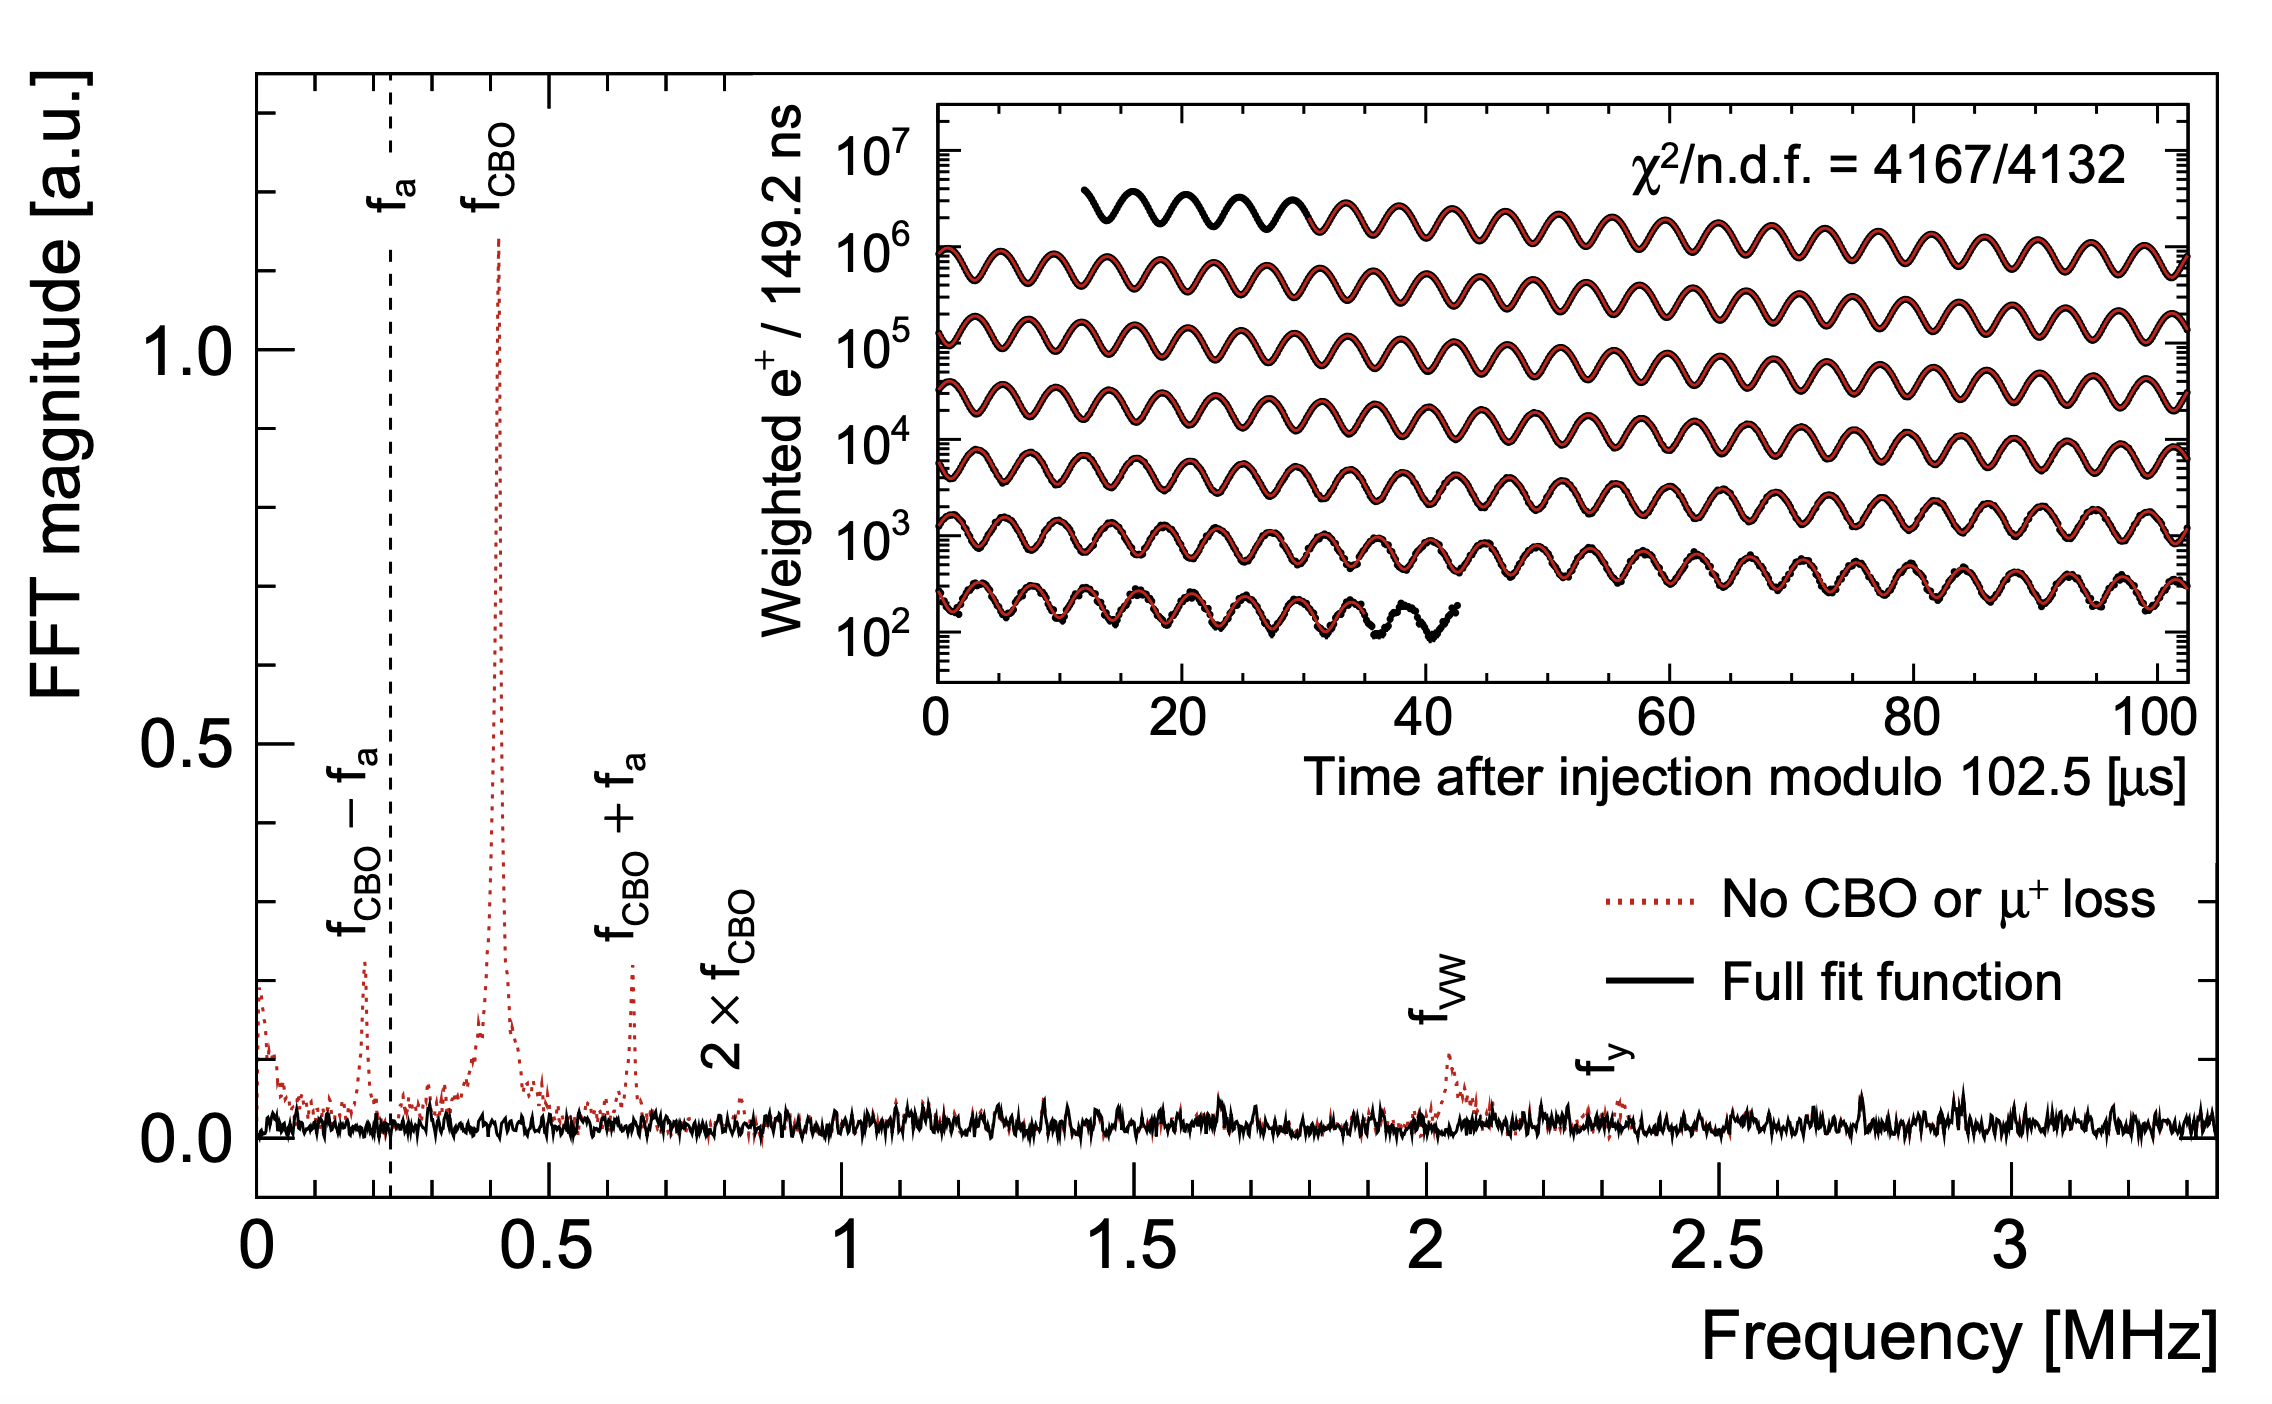 FFT magnitude [a.u.]
1.0
0.5
0.0
f_a
f_CBO
f_CBO − f_a
f_CBO + f_a
2 × f_CBO
f_VW
f_y
Weighted e⁺ / 149.2 ns
10⁷
10⁶
10⁵
10⁴
10³
10²
χ²/n.d.f. = 4167/4132
0 20 40 60 80 100
Time after injection modulo 102.5 [μs]
No CBO or μ⁺ loss
Full fit function
0 0.5 1 1.5 2 2.5 3
Frequency [MHz]